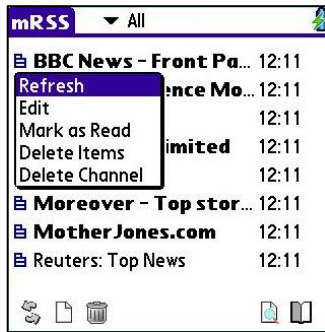 mRSS All
BBC News - Front Pa... 12:11
Refresh ence Mo... 12:11
Edit 12:11
Mark as Read
Delete Items imited 12:11
Delete Channel 12:11
Moreover - Top stor... 12:11
MotherJones.com 12:11
Reuters: Top News 12:11